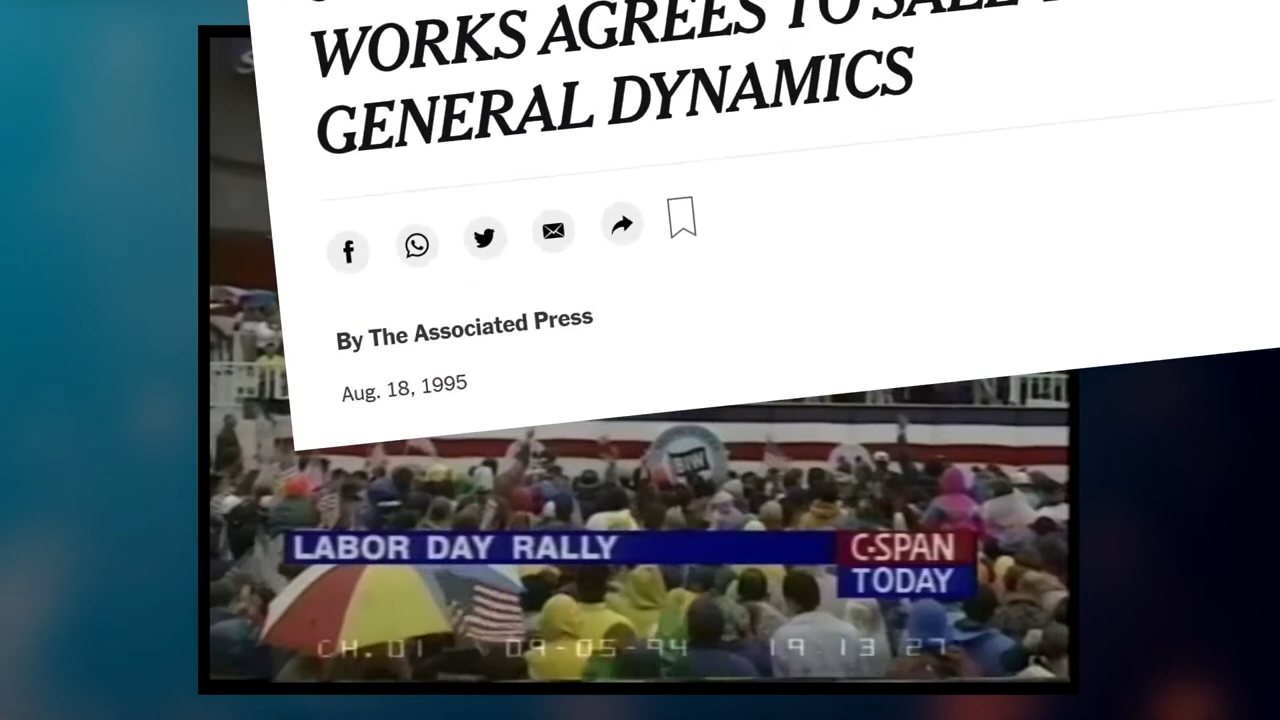 WORKS AGREES TO SALE
GENERAL DYNAMICS
By The Associated Press
Aug. 18, 1995
BIW
LABOR DAY RALLY
C-SPAN
TODAY
CH. 01 09-05-94 19:13 27